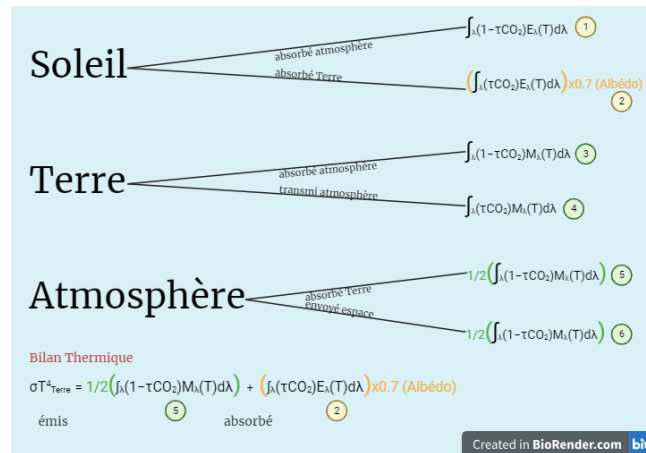 Soleil
absorbé atmosphère
∫λ(1−τCO₂)Eλ(T)dλ 1
absorbé Terre
(∫λ(τCO₂)Eλ(T)dλ)x0.7 (Albédo)
2
Terre
absorbé atmosphère
∫λ(1−τCO₂)Mλ(T)dλ 3
transmi atmosphère
∫λ(τCO₂)Mλ(T)dλ 4
Atmosphère
absorbé Terre
1/2(∫λ(1−τCO₂)Mλ(T)dλ) 5
envoyé espace
1/2(∫λ(1−τCO₂)Mλ(T)dλ) 6
Bilan Thermique
σT⁴Terre = 1/2(∫λ(1−τCO₂)Mλ(T)dλ) + (∫λ(τCO₂)Eλ(T)dλ)x0.7 (Albédo)
5 2
émis absorbé
Created in BioRender.com bi